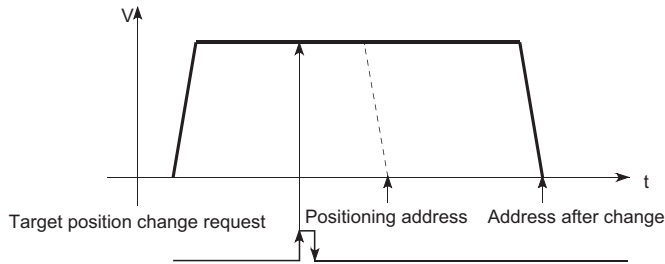 V
t
Target position change request
Positioning address
Address after change